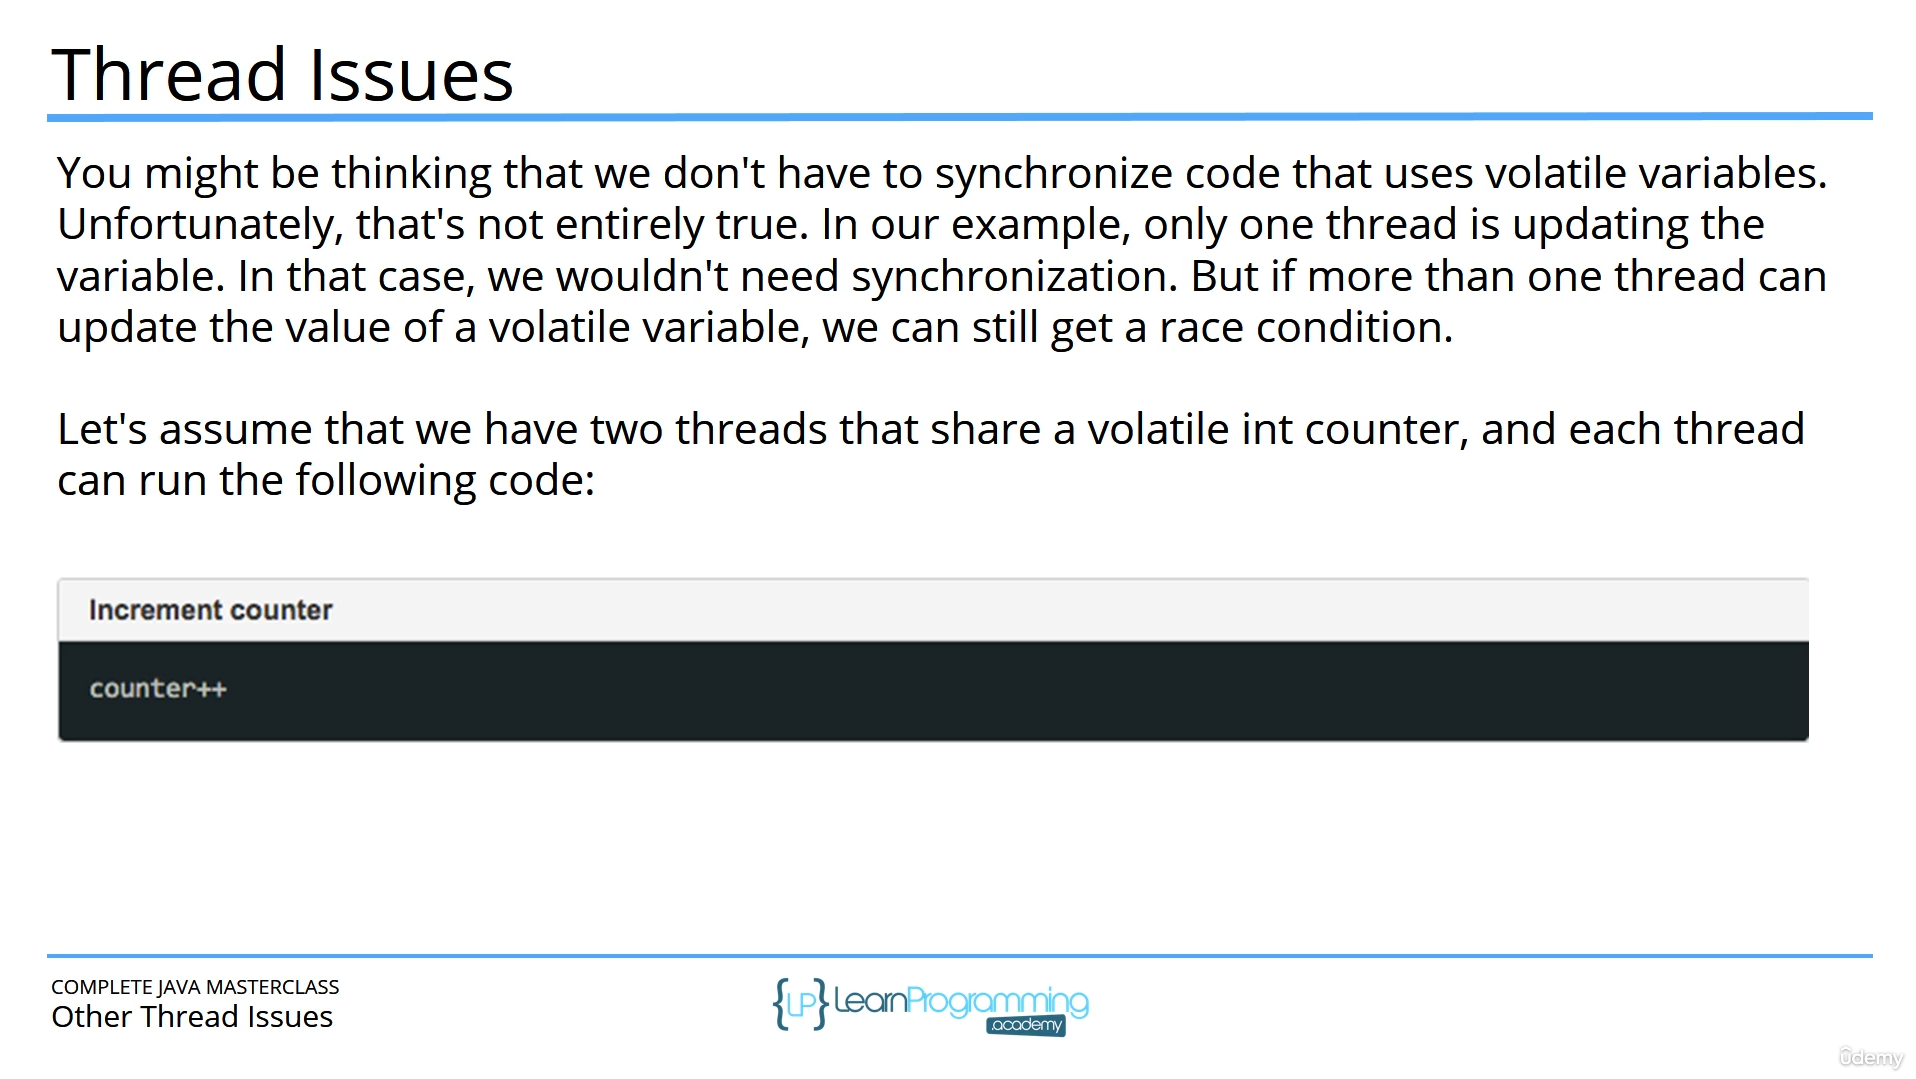 Thread Issues
You might be thinking that we don't have to synchronize code that uses volatile variables.
Unfortunately, that's not entirely true. In our example, only one thread is updating the
variable. In that case, we wouldn't need synchronization. But if more than one thread can
update the value of a volatile variable, we can still get a race condition.
Let's assume that we have two threads that share a volatile int counter, and each thread
can run the following code:
Increment counter
counter++
COMPLETE JAVA MASTERCLASS
Other Thread Issues
{LP} LearnProgramming
.academy
ûdemy